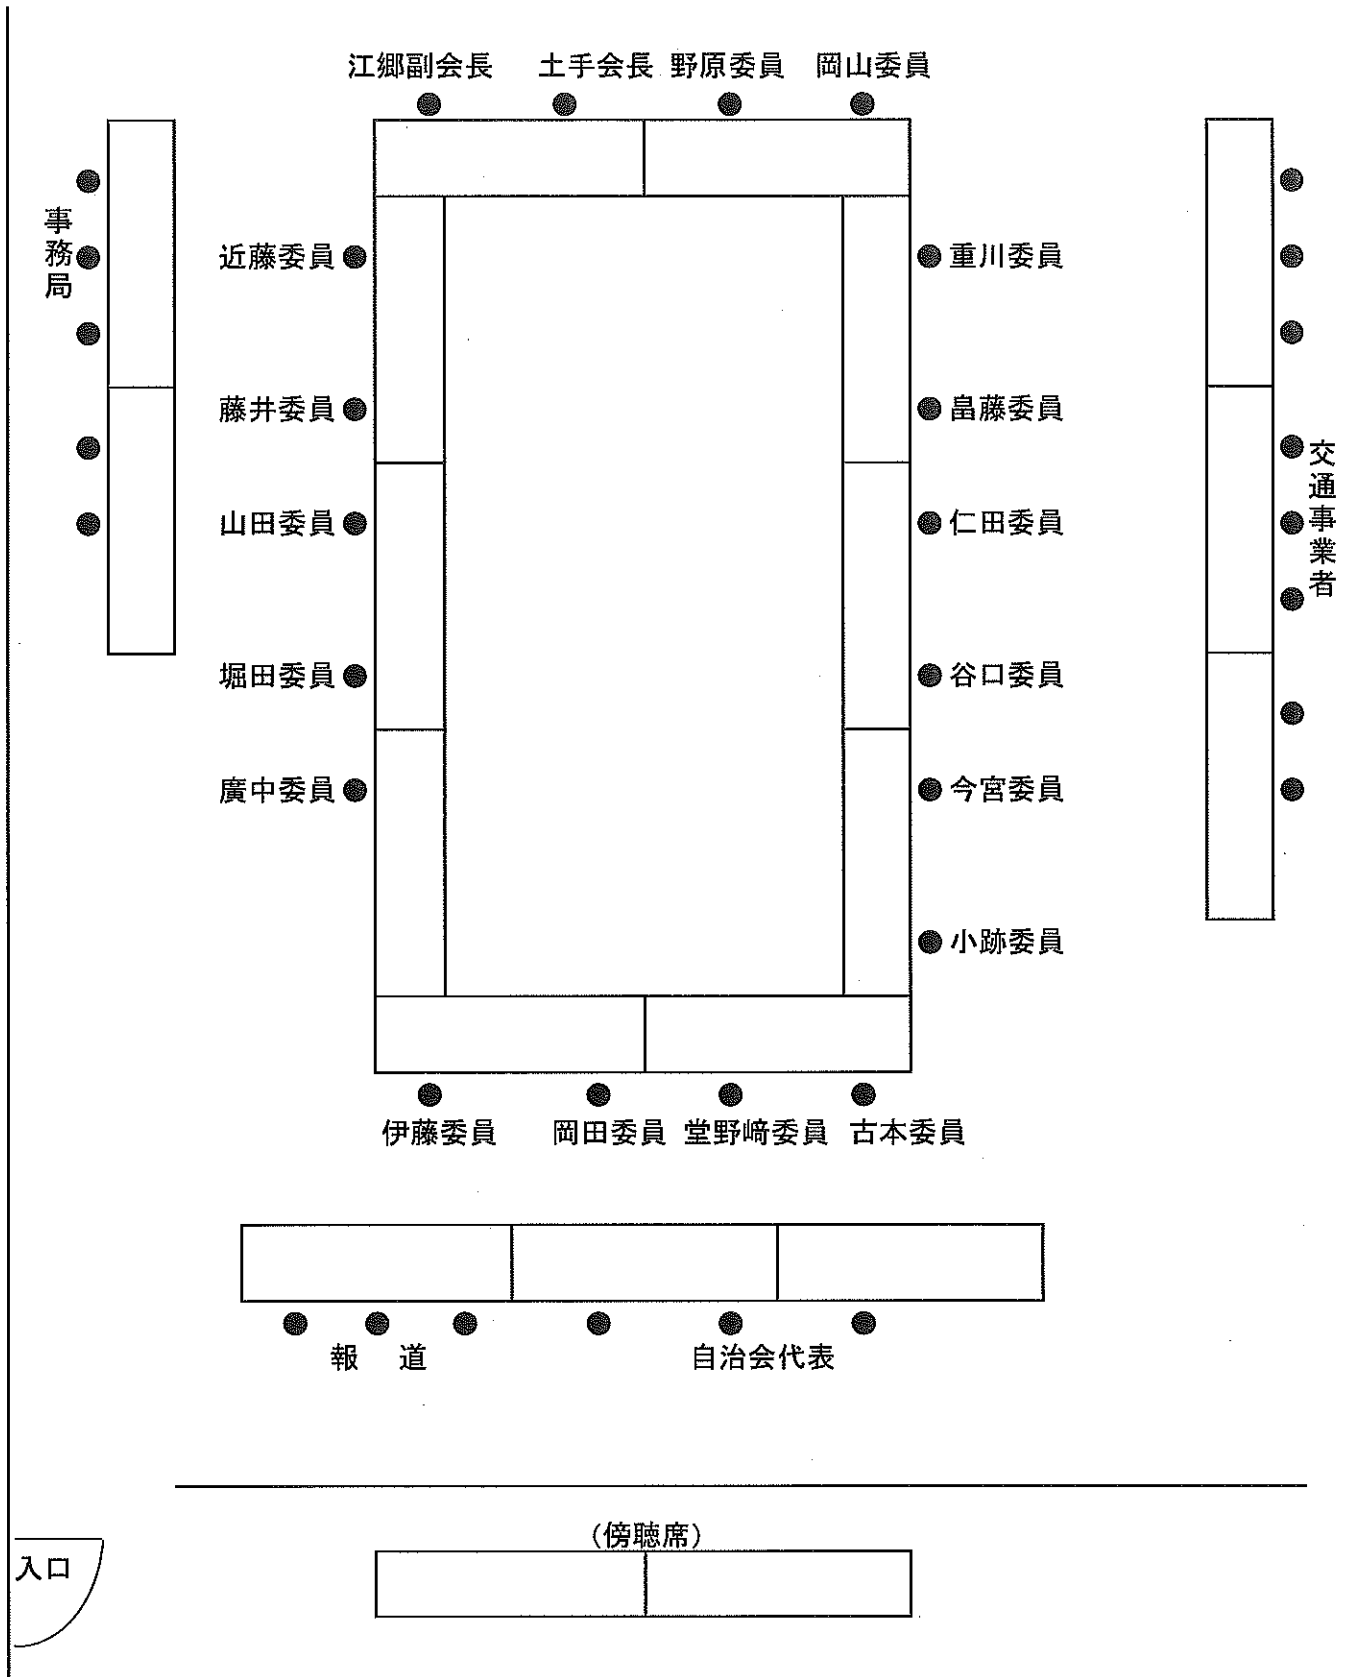 江郷副会長 土手会長 野原委員 岡山委員
事務局
近藤委員 重川委員
藤井委員 畠藤委員
交通事業者
山田委員 仁田委員
堀田委員 谷口委員
廣中委員 今宮委員
小跡委員
伊藤委員 岡田委員 堂野﨑委員 古本委員
報 道 自治会代表
(傍聴席)
入口